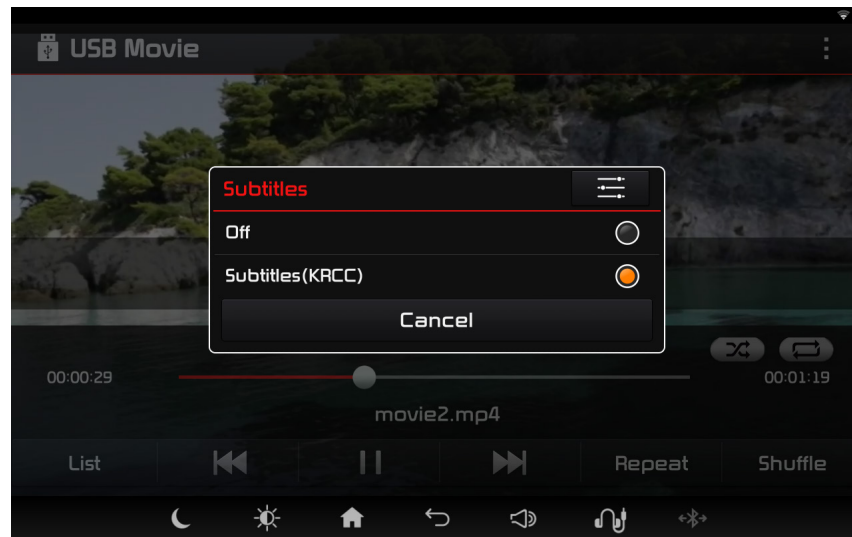 USB Movie
Subtitles
Off
Subtitles(KRCC)
Cancel
00:00:29
00:01:19
movie2.mp4
List
Repeat
Shuffle